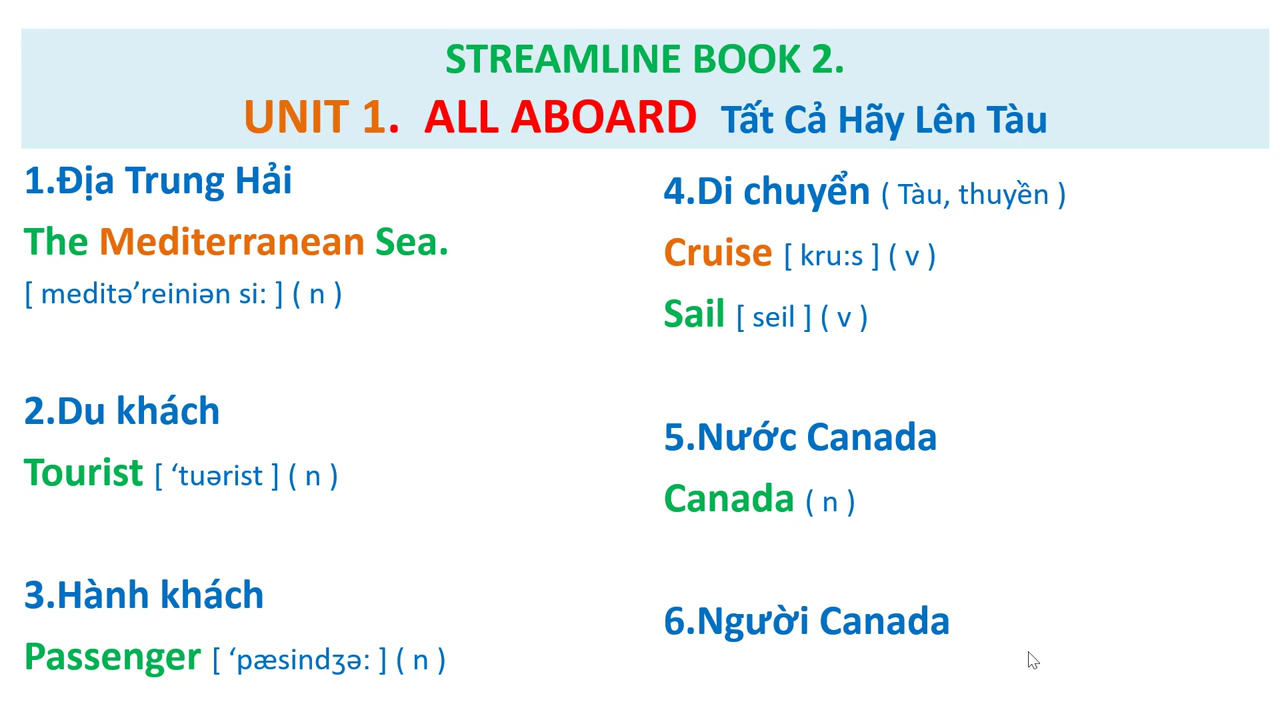 STREAMLINE BOOK 2.
UNIT 1. ALL ABOARD Tất Cả Hãy Lên Tàu
1.Địa Trung Hải
The Mediterranean Sea.
[ meditə’reiniən si: ] ( n )
2.Du khách
Tourist [ ‘tuərist ] ( n )
3.Hành khách
Passenger [ ‘pæsindʒə: ] ( n )
4.Di chuyển ( Tàu, thuyền )
Cruise [ kru:s ] ( v )
Sail [ seil ] ( v )
5.Nước Canada
Canada ( n )
6.Người Canada